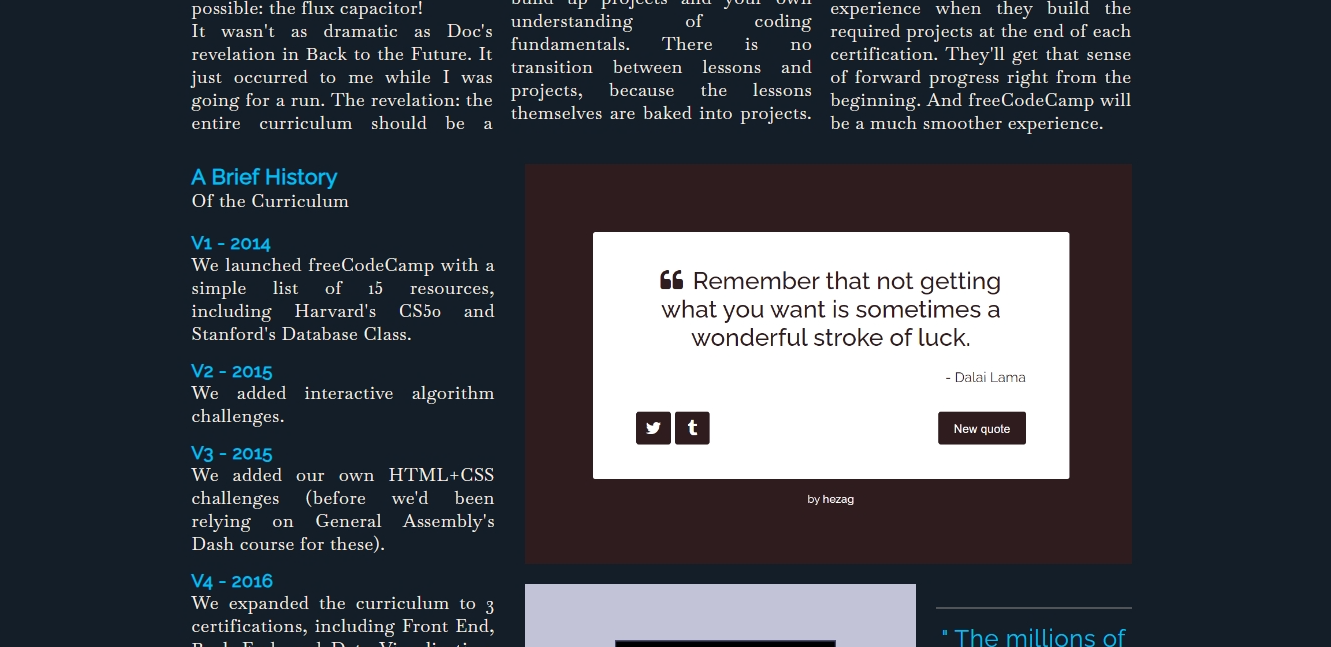 possible: the flux capacitor!
It wasn't as dramatic as Doc's
revelation in Back to the Future. It
just occurred to me while I was
going for a run. The revelation: the
entire curriculum should be a
build up projects and your own
understanding of coding
fundamentals. There is no
transition between lessons and
projects, because the lessons
themselves are baked into projects.
experience when they build the
required projects at the end of each
certification. They'll get that sense
of forward progress right from the
beginning. And freeCodeCamp will
be a much smoother experience.
A Brief History
Of the Curriculum
V1 - 2014
We launched freeCodeCamp with a
simple list of 15 resources,
including Harvard's CS50 and
Stanford's Database Class.
V2 - 2015
We added interactive algorithm
challenges.
V3 - 2015
We added our own HTML+CSS
challenges (before we'd been
relying on General Assembly's
Dash course for these).
V4 - 2016
We expanded the curriculum to 3
certifications, including Front End,
Remember that not getting
what you want is sometimes a
wonderful stroke of luck.
- Dalai Lama
New quote
by hezag
" The millions of